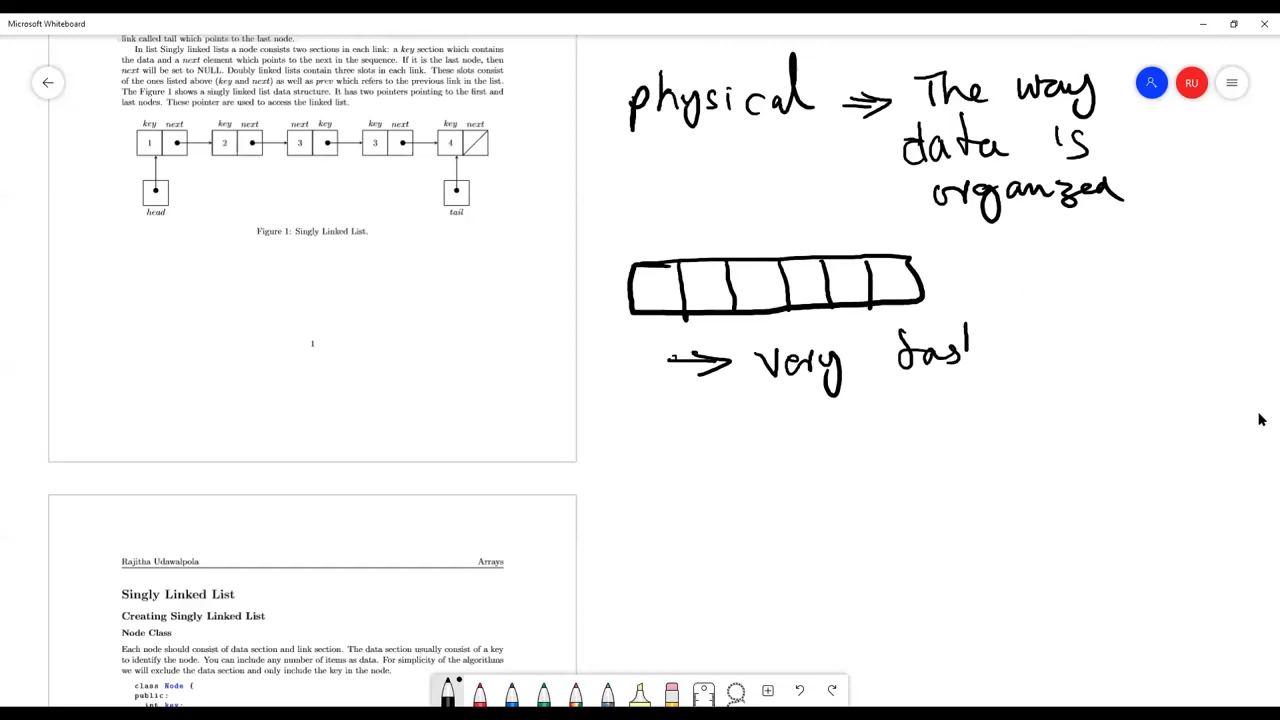 Microsoft Whiteboard
link called tail which points to the last node.
In list Singly linked lists a node consists two sections in each link: a key section which contains
the data and a next element which points to the next in the sequence. If it is the last node, then
next will be set to NULL. Doubly linked lists contain three slots in each link. These slots consist
of the ones listed above (key and next) as well as prev which refers to the previous link in the list.
The Figure 1 shows a singly linked list data structure. It has two pointers pointing to the first and
last nodes. These pointer are used to access the linked list.
key next key next next key key next key next
1 2 3 3 4
head tail
Figure 1: Singly Linked List.
1
Rajitha Udawalpola Arrays
Singly Linked List
Creating Singly Linked List
Node Class
Each node should consist of data section and link section. The data section usually consist of a key
to identify the node. You can include any number of items as data. For simplicity of the algorithms
we will exclude the data section and only include the key in the node.
class Node {
public:
int key;
physical ⇒ The way
data is
organized
→ very fast
RU